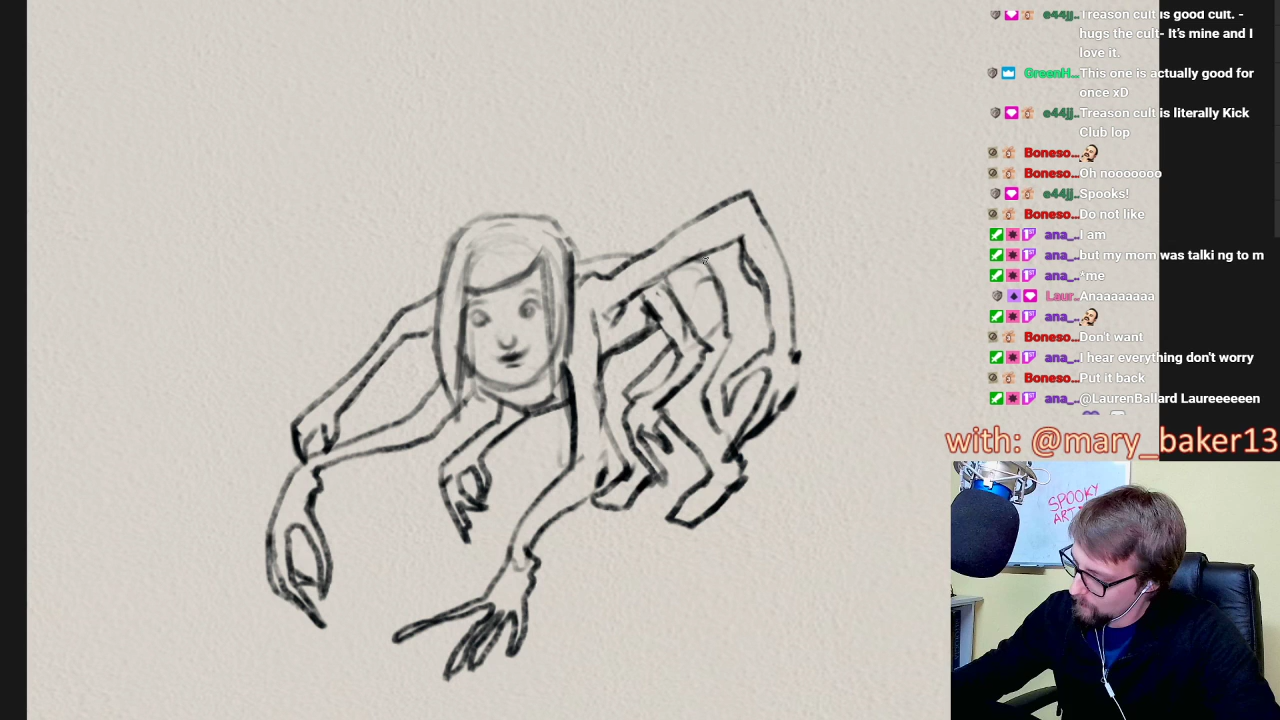 e44jj.. Treason cult is good cult. -
hugs the cult- It's mine and I
love it.
GreenH... This one is actually good for
once xD
e44jj.. Treason cult is literally Kick
Club lop
Boneso...
Boneso... Oh nooooooo
e44jj.. Spooks!
Boneso... Do not like
ana_.. I am
ana_.. but my mom was talki ng to m
ana_.. *me
Laur.. Anaaaaaaaa
ana_..
Boneso... Don't want
ana_.. I hear everything don't worry
Boneso... Put it back
ana_.. @LaurenBallard Laureeeeeen
with: @mary_baker13
SPOOKY
ART